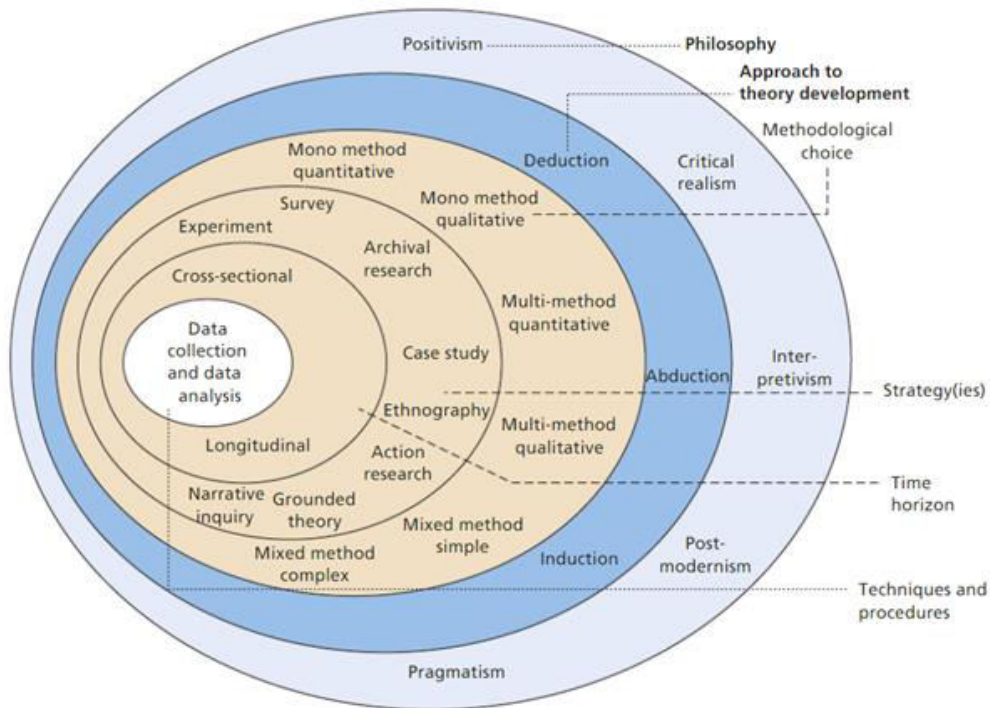 Positivism
Philosophy
Approach to
theory development
Methodological
choice
Deduction
Critical
realism
Mono method
quantitative
Mono method
qualitative
Survey
Experiment
Archival
research
Cross-sectional
Multi-method
quantitative
Data
collection
and data
analysis
Case study
Abduction
Inter-
pretivism
Strategy(ies)
Ethnography
Multi-method
qualitative
Longitudinal
Action
research
Time
horizon
Narrative
inquiry
Grounded
theory
Mixed method
simple
Mixed method
complex
Induction
Post-
modernism
Techniques and
procedures
Pragmatism